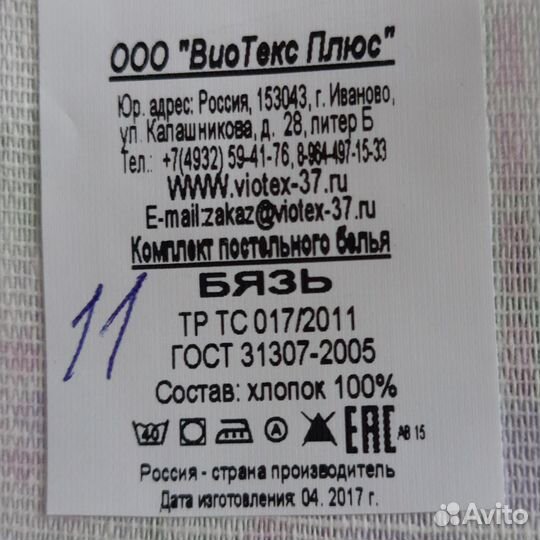 ООО "ВиоТекс Плюс"
Юр. адрес: Россия, 153043, г. Иваново,
ул. Калашникова, д. 28, литер Б
Тел.: +7(4932) 59-41-76, 8-964-497-15-33
WWW.viotex-37.ru
E-mail:zakaz@viotex-37.ru
Комплект постельного белья
БЯЗЬ
11
ТР ТС 017/2011
ГОСТ 31307-2005
Состав: хлопок 100%
40 A EAC АВ 15
Россия - страна производитель
Дата изготовления: 04. 2017 г.
Avito